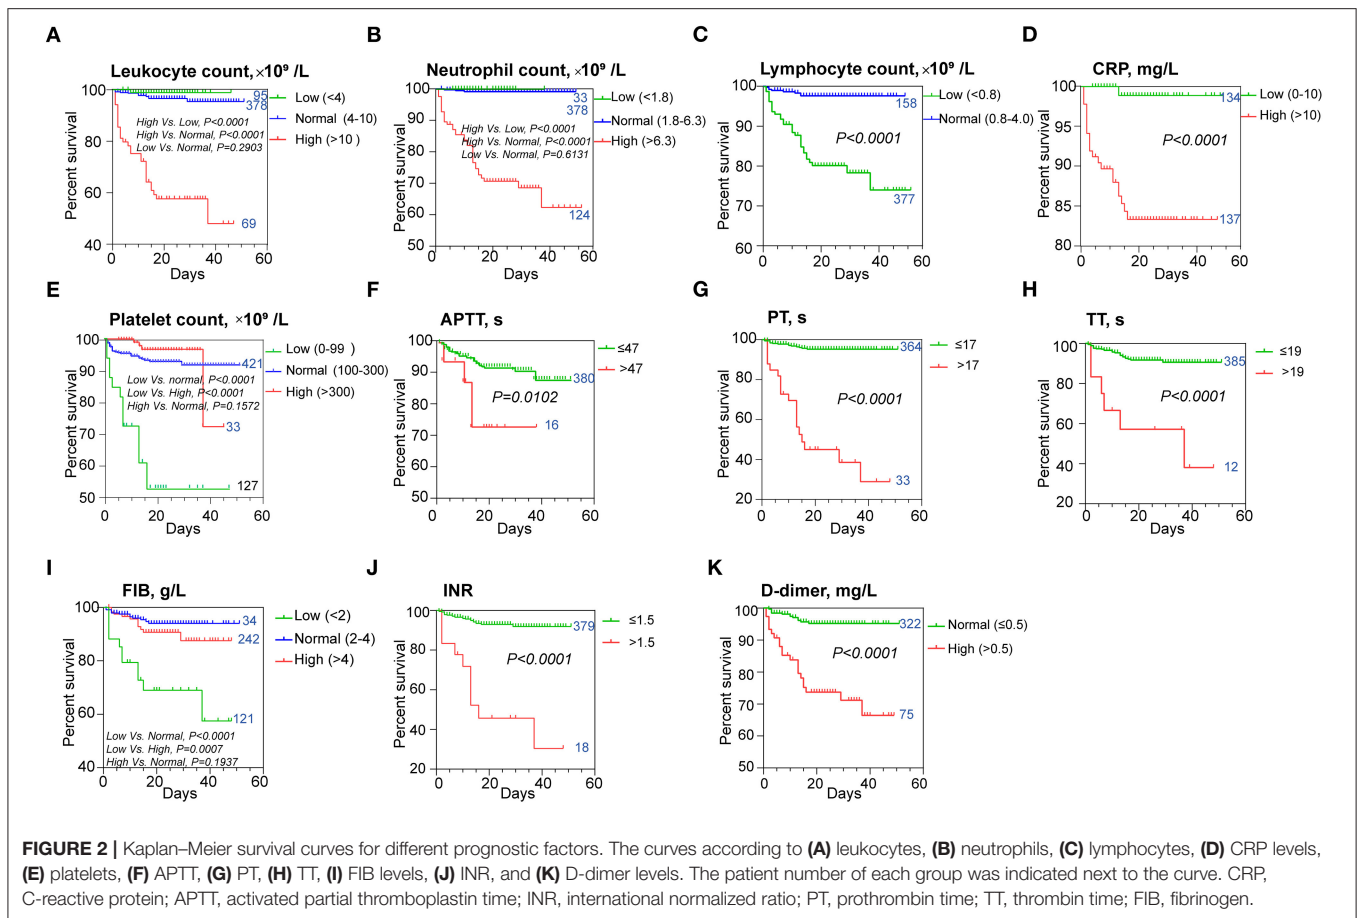 A
Leukocyte count, ×10⁹ /L
Percent survival
100
80
60
40
0 20 40 60
Days
95
378
69
High Vs. Low, P<0.0001
High Vs. Normal, P<0.0001
Low Vs. Normal, P=0.2903
Low (<4)
Normal (4-10)
High (>10 )
B
Neutrophil count, ×10⁹ /L
Percent survival
100
90
80
70
60
50
0 20 40 60
Days
33
378
124
High Vs. Low, P<0.0001
High Vs. Normal, P<0.0001
Low Vs. Normal, P=0.6131
Low (<1.8)
Normal (1.8-6.3)
High (>6.3)
C
Lymphocyte count, ×10⁹ /L
Percent survival
100
90
80
70
60
0 20 40 60
Days
158
377
P<0.0001
Low (<0.8)
Normal (0.8-4.0)
D
CRP, mg/L
Percent survival
100
95
90
85
80
0 20 40 60
Days
134
137
P<0.0001
Low (0-10)
High (>10)
E
Platelet count, ×10⁹ /L
Percent survival
100
90
80
70
60
50
0 20 40 60
Days
421
33
127
Low Vs. normal, P<0.0001
Low Vs. High, P<0.0001
High Vs. Normal, P=0.1572
Low (0-99 )
Normal (100-300)
High (>300)
F
APTT, s
Percent survival
100
90
80
70
60
50
0 20 40 60
Days
380
16
P=0.0102
≤47
>47
G
PT, s
Percent survival
100
80
60
40
20
0 20 40 60
Days
364
33
P<0.0001
≤17
>17
H
TT, s
Percent survival
100
80
60
40
20
0 20 40 60
Days
385
12
P<0.0001
≤19
>19
I
FIB, g/L
Percent survival
100
80
60
40
0 20 40 60
Days
34
242
121
Low Vs. Normal, P<0.0001
Low Vs. High, P=0.0007
High Vs. Normal, P=0.1937
Low (<2)
Normal (2-4)
High (>4)
J
INR
Percent survival
100
80
60
40
20
0 20 40 60
Days
379
18
P<0.0001
≤1.5
>1.5
K
D-dimer, mg/L
Percent survival
100
90
80
70
60
50
0 20 40 60
Days
322
75
P<0.0001
Normal (≤0.5)
High (>0.5)
FIGURE 2 | Kaplan–Meier survival curves for different prognostic factors. The curves according to (A) leukocytes, (B) neutrophils, (C) lymphocytes, (D) CRP levels,
(E) platelets, (F) APTT, (G) PT, (H) TT, (I) FIB levels, (J) INR, and (K) D-dimer levels. The patient number of each group was indicated next to the curve. CRP,
C-reactive protein; APTT, activated partial thromboplastin time; INR, international normalized ratio; PT, prothrombin time; TT, thrombin time; FIB, fibrinogen.